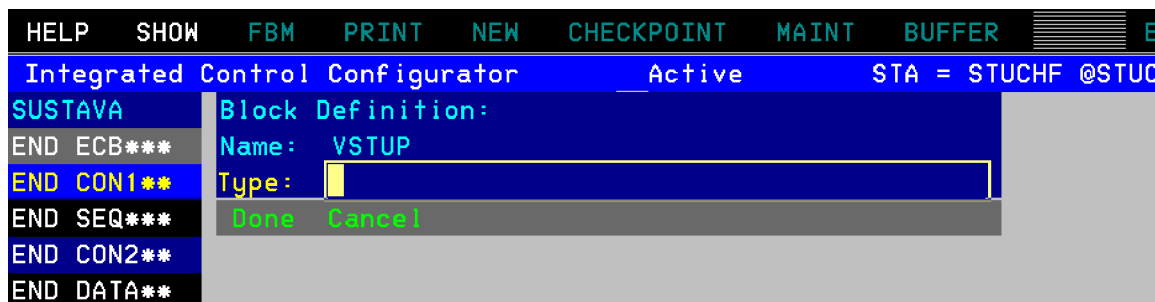 HELP SHOW FBM PRINT NEW CHECKPOINT MAINT BUFFER
Integrated Control Configurator Active STA = STUCHF @STUC
SUSTAVA Block Definition:
END ECB*** Name: VSTUP
END CON1** Type:
END SEQ*** Done Cancel
END CON2**
END DATA**